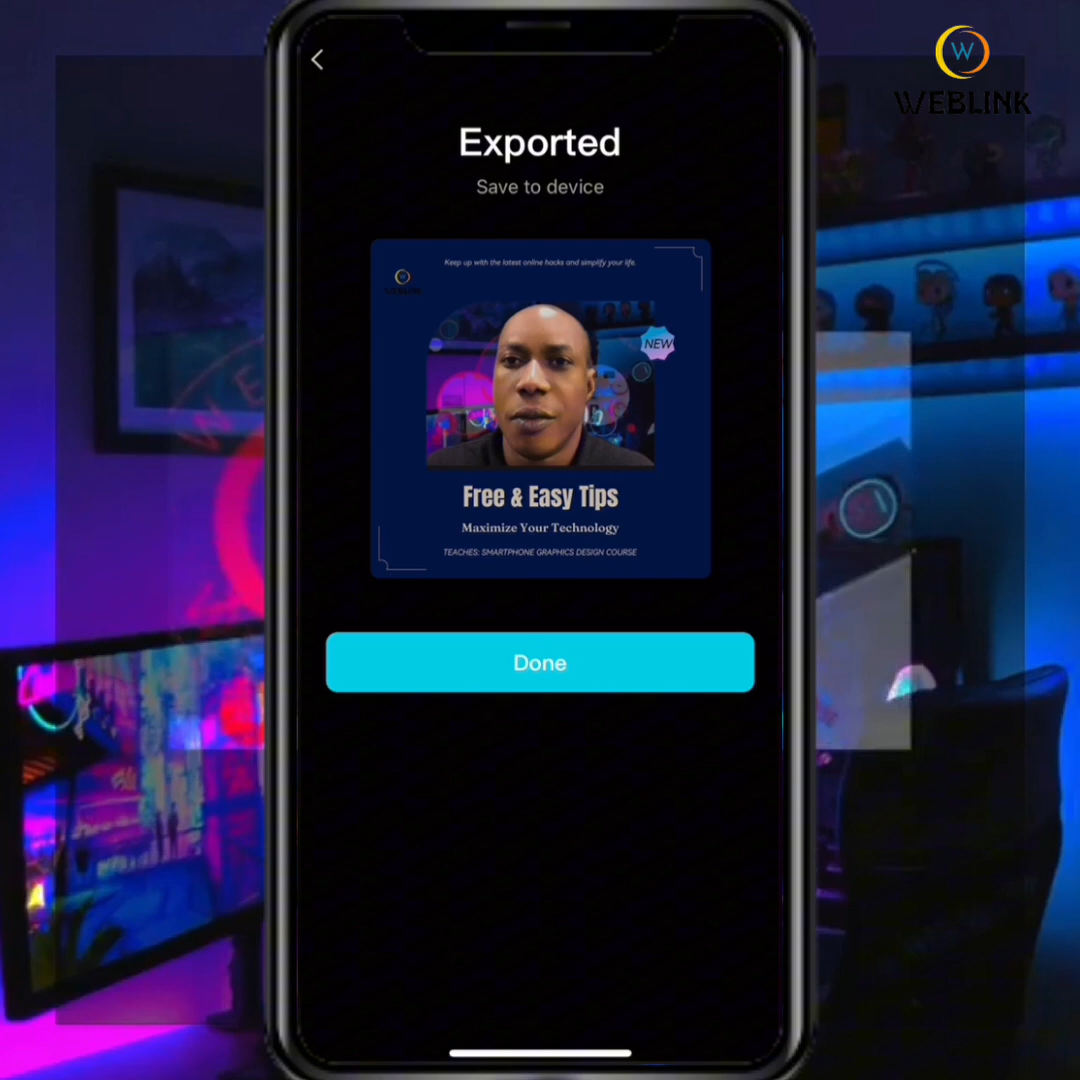 W
WEBLINK
Exported
Save to device
Keep up with the latest online hacks and simplify your life.
W
WEBLINK
NEW
Free & Easy Tips
Maximize Your Technology
TEACHES: SMARTPHONE GRAPHICS DESIGN COURSE
Done